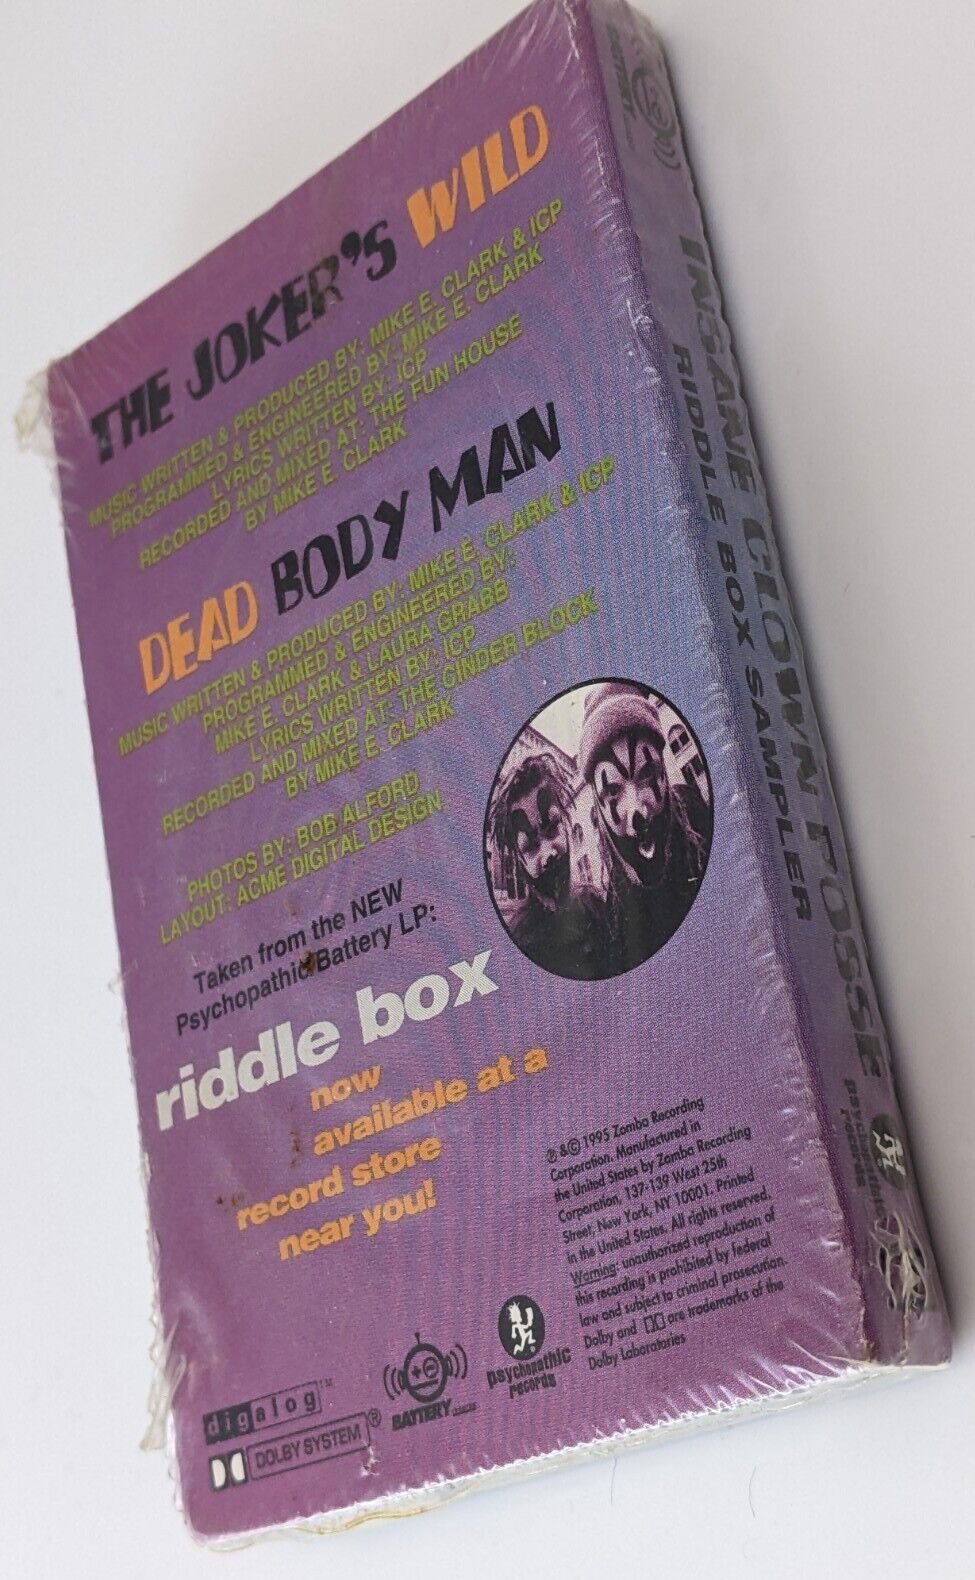 THE JOKER'S WILD
MUSIC WRITTEN & PRODUCED BY: MIKE E. CLARK & ICP
PROGRAMMED & ENGINEERED BY: MIKE E. CLARK
LYRICS WRITTEN BY: ICP
RECORDED AND MIXED AT: THE FUN HOUSE
BY MIKE E. CLARK
DEAD BODY MAN
MUSIC WRITTEN & PRODUCED BY: MIKE E. CLARK & ICP
PROGRAMMED & ENGINEERED BY:
MIKE E. CLARK & LAURA GRABB
LYRICS WRITTEN BY: ICP
RECORDED AND MIXED AT: THE CINDER BLOCK
BY MIKE E. CLARK
PHOTOS BY: BOB ALFORD
LAYOUT: ACME DIGITAL DESIGN
Taken from the NEW
Psychopathic/Battery LP:
riddle box
now
available at a
record store
near you!
℗ & © 1995 Zomba Recording
Corporation. Manufactured in
the United States by Zomba Recording
Corporation, 137-139 West 25th
Street, New York, NY 10001. Printed
in the United States. All rights reserved.
Warning: unauthorized reproduction of
this recording is prohibited by federal
law and subject to criminal prosecution.
Dolby and are trademarks of the
Dolby Laboratories
digalog™
DOLBY SYSTEM®
BATTERY
psychopathic
records
BATTERY
INSANE CLOWN POSSE
RIDDLE BOX SAMPLER
psychopathic
records